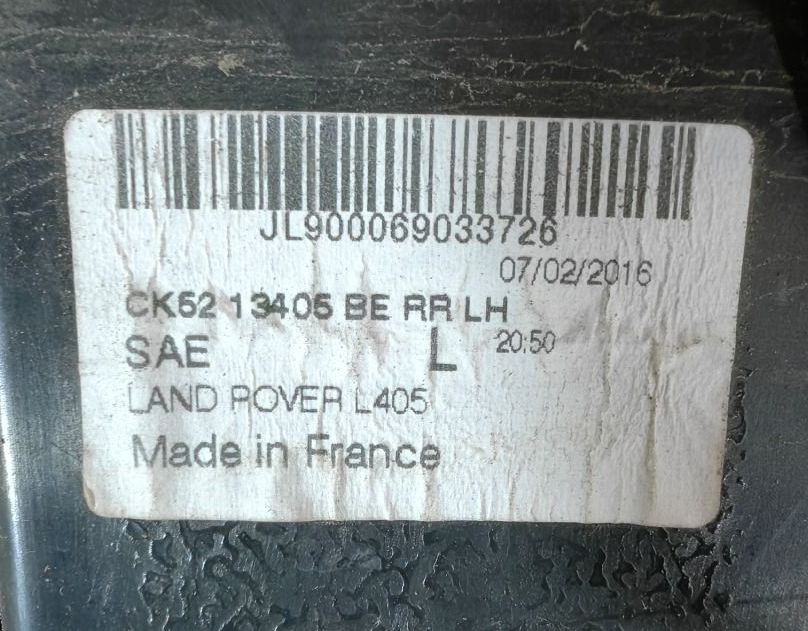 JL900069033726
07/02/2016
CK52 13405 BE RR LH
SAE L 20:50
LAND ROVER L405
Made in France